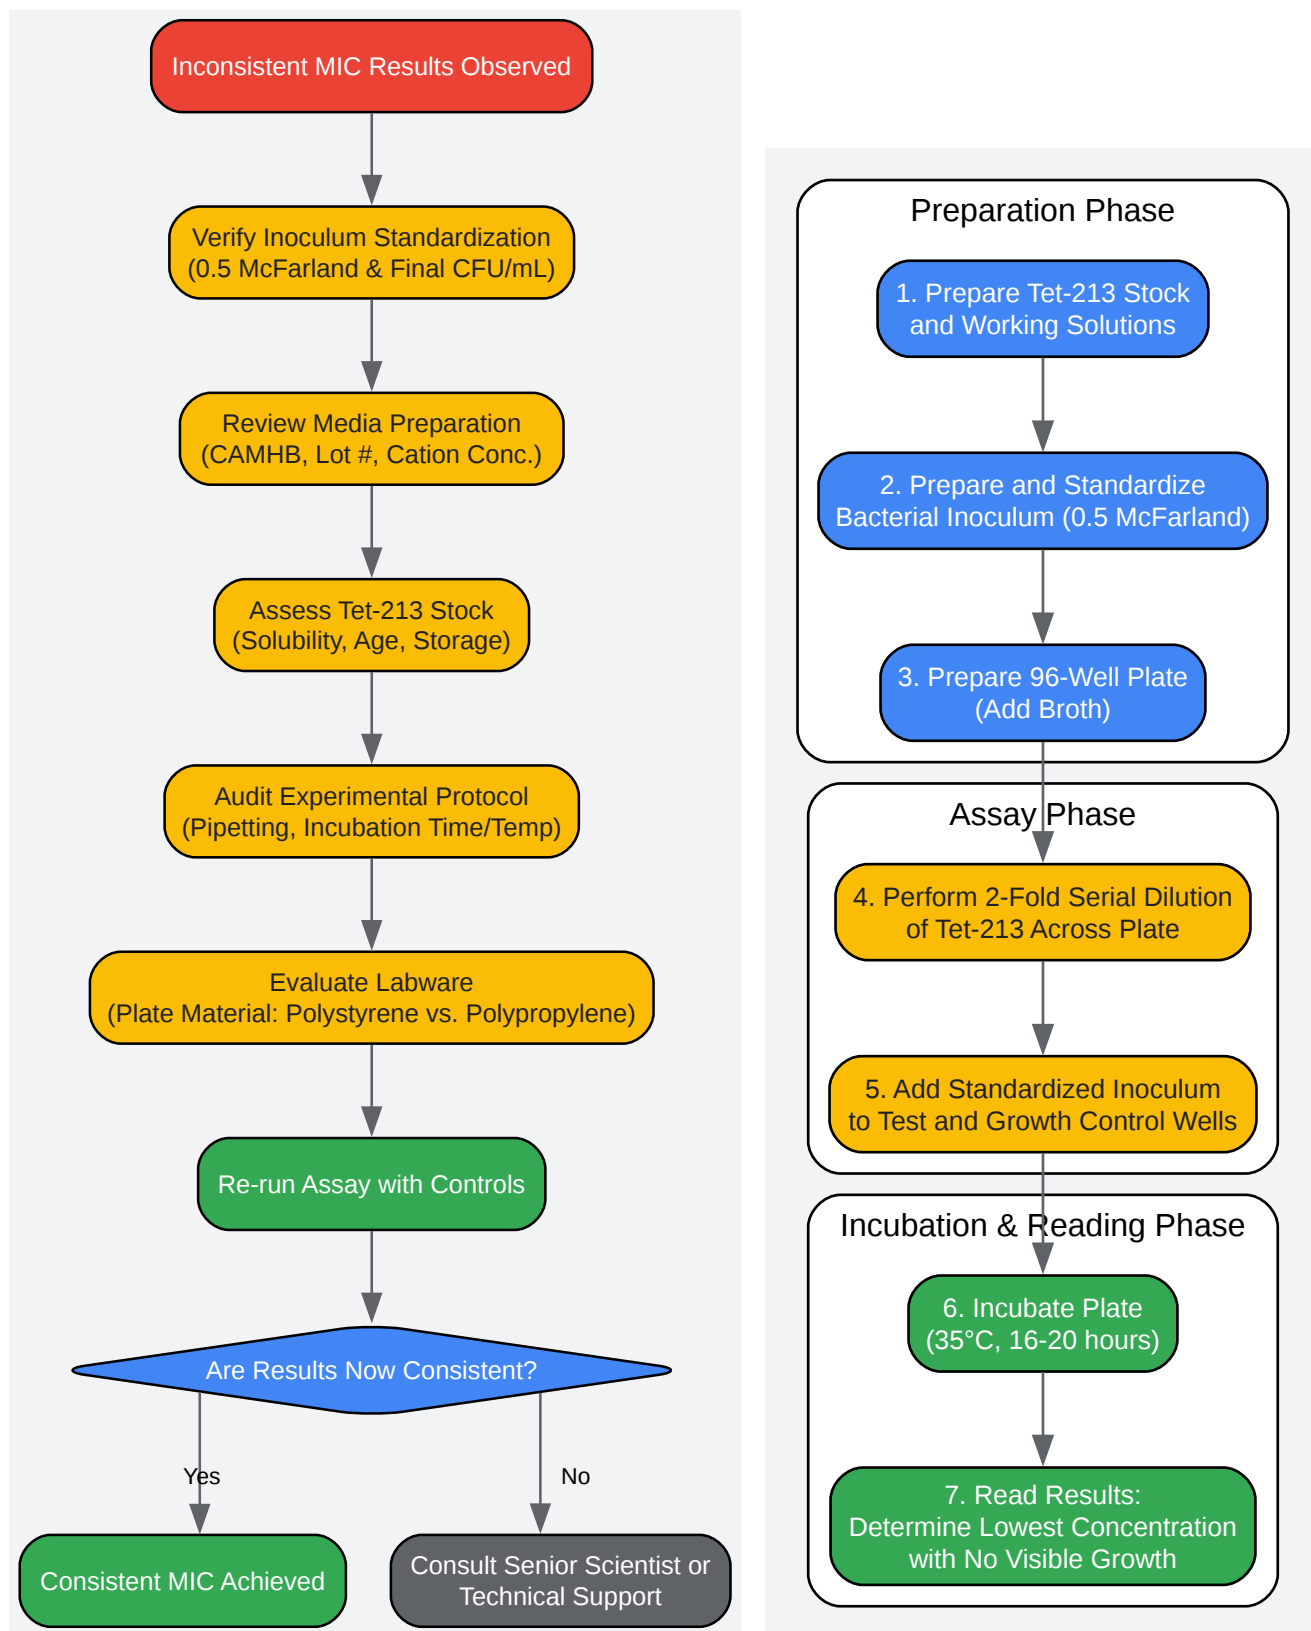 Inconsistent MIC Results Observed
Verify Inoculum Standardization
(0.5 McFarland & Final CFU/mL)
Review Media Preparation
(CAMHB, Lot #, Cation Conc.)
Assess Tet-213 Stock
(Solubility, Age, Storage)
Audit Experimental Protocol
(Pipetting, Incubation Time/Temp)
Evaluate Labware
(Plate Material: Polystyrene vs. Polypropylene)
Re-run Assay with Controls
Are Results Now Consistent?
Yes
No
Consistent MIC Achieved
Consult Senior Scientist or
Technical Support
Preparation Phase
1. Prepare Tet-213 Stock
and Working Solutions
2. Prepare and Standardize
Bacterial Inoculum (0.5 McFarland)
3. Prepare 96-Well Plate
(Add Broth)
Assay Phase
4. Perform 2-Fold Serial Dilution
of Tet-213 Across Plate
5. Add Standardized Inoculum
to Test and Growth Control Wells
Incubation & Reading Phase
6. Incubate Plate
(35°C, 16-20 hours)
7. Read Results:
Determine Lowest Concentration
with No Visible Growth